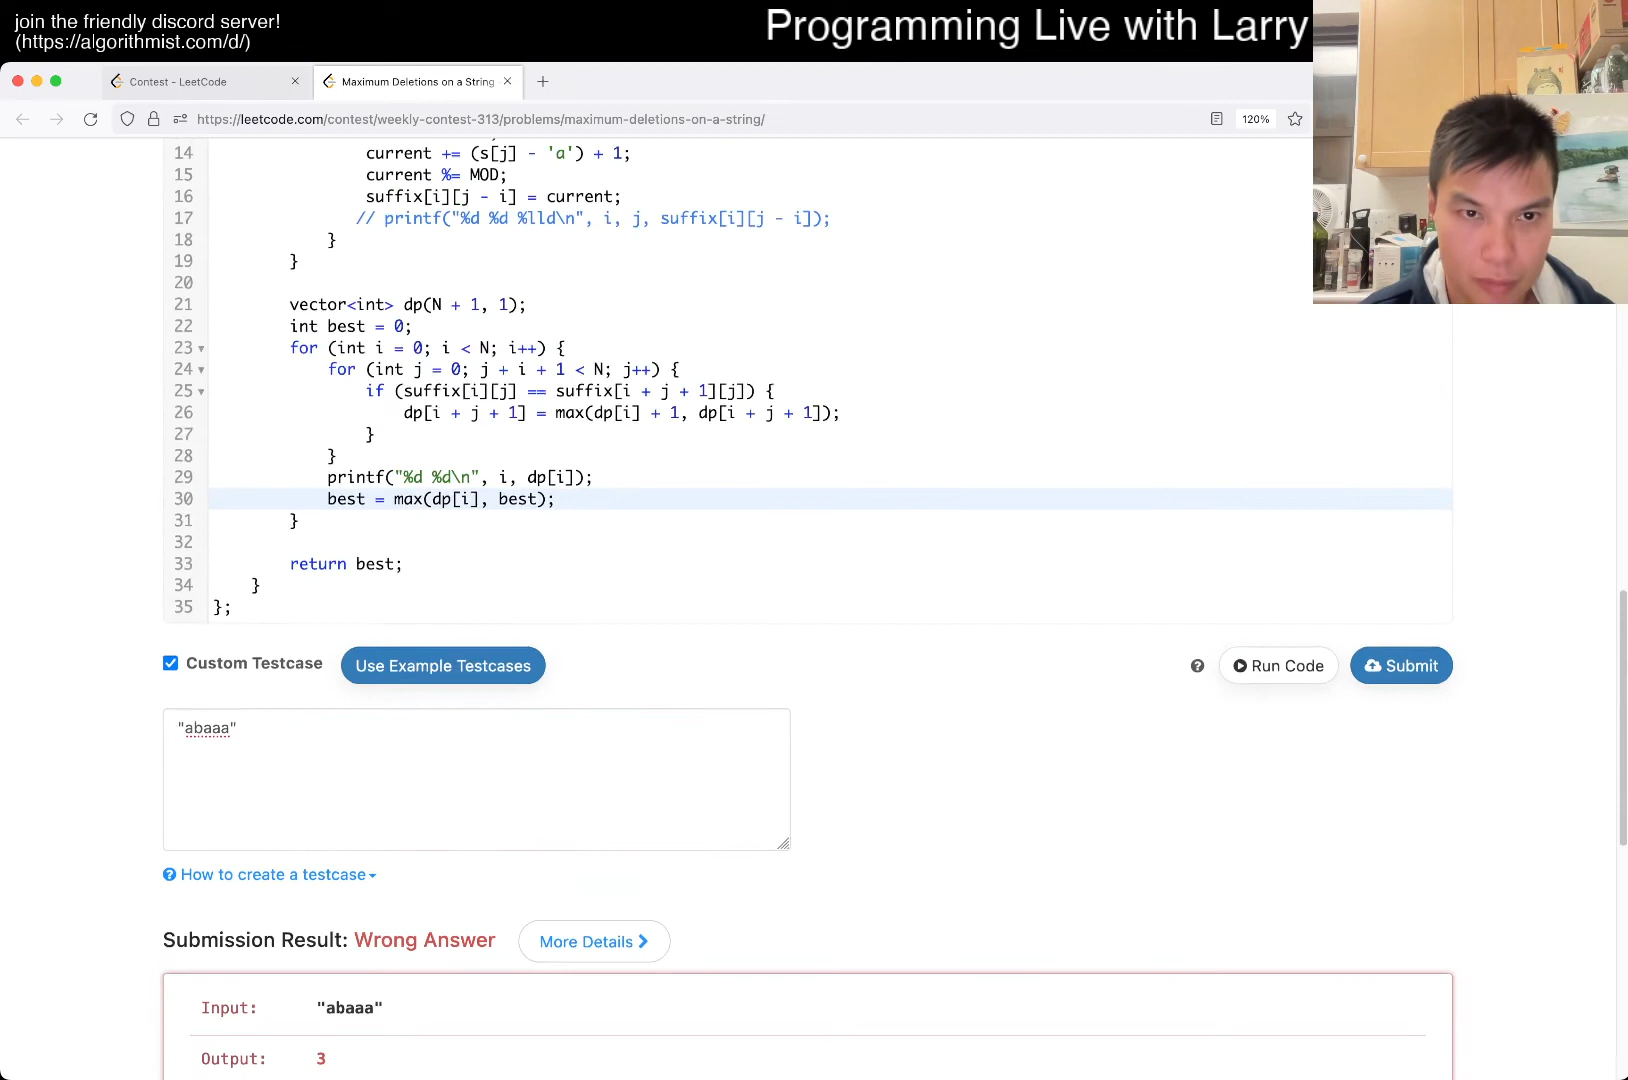 join the friendly discord server!
(https://algorithmist.com/d/)
Programming Live with Larry
Contest - LeetCode
Maximum Deletions on a String
https://leetcode.com/contest/weekly-contest-313/problems/maximum-deletions-on-a-string/
120%
14 current += (s[j] - 'a') + 1;
15 current %= MOD;
16 suffix[i][j - i] = current;
17 // printf("%d %d %lld\n", i, j, suffix[i][j - i]);
18 }
19 }
20
21 vector<int> dp(N + 1, 1);
22 int best = 0;
23 for (int i = 0; i < N; i++) {
24 for (int j = 0; j + i + 1 < N; j++) {
25 if (suffix[i][j] == suffix[i + j + 1][j]) {
26 dp[i + j + 1] = max(dp[i] + 1, dp[i + j + 1]);
27 }
28 }
29 printf("%d %d\n", i, dp[i]);
30 best = max(dp[i], best);
31 }
32
33 return best;
34 }
35 };
Custom Testcase
Use Example Testcases
Run Code
Submit
"abaaa"
How to create a testcase
Submission Result: Wrong Answer
More Details
Input: "abaaa"
Output: 3